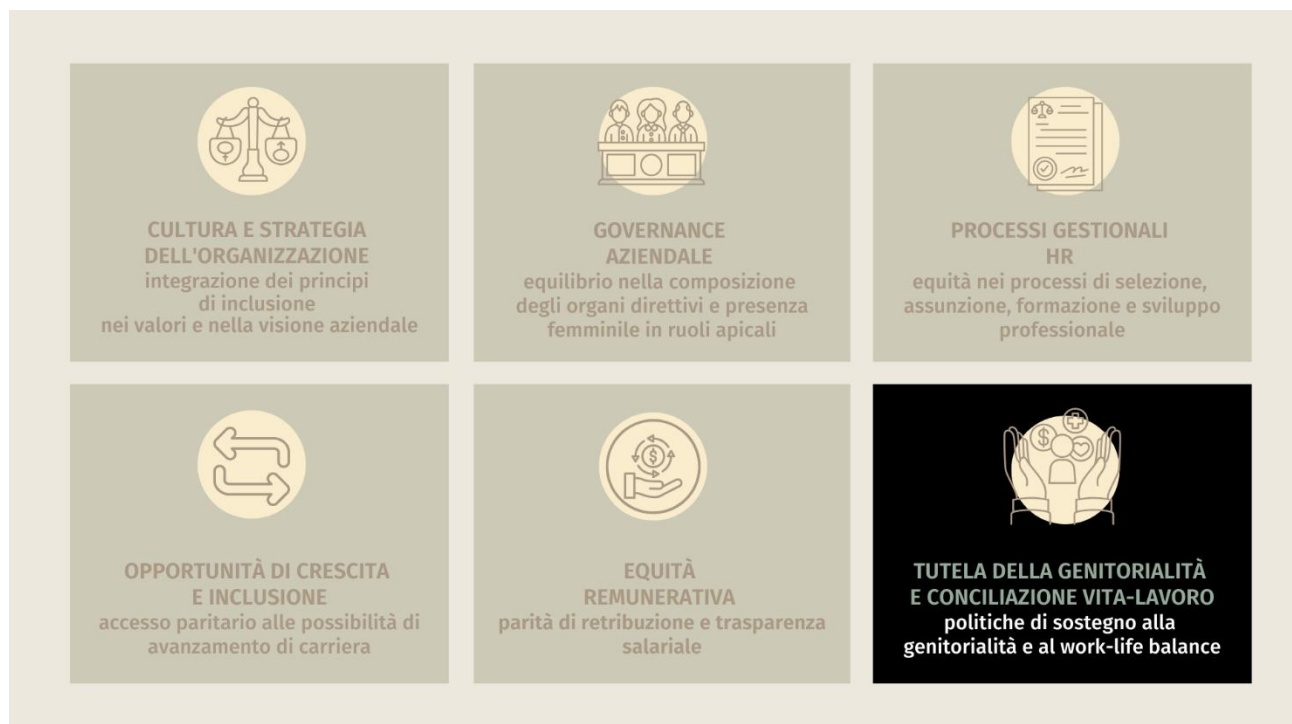 CULTURA E STRATEGIA
DELL'ORGANIZZAZIONE
integrazione dei principi
di inclusione
nei valori e nella visione aziendale
GOVERNANCE
AZIENDALE
equilibrio nella composizione
degli organi direttivi e presenza
femminile in ruoli apicali
PROCESSI GESTIONALI
HR
equità nei processi di selezione,
assunzione, formazione e sviluppo
professionale
OPPORTUNITÀ DI CRESCITA
E INCLUSIONE
accesso paritario alle possibilità di
avanzamento di carriera
EQUITÀ
REMUNERATIVA
parità di retribuzione e trasparenza
salariale
TUTELA DELLA GENITORIALITÀ
E CONCILIAZIONE VITA-LAVORO
politiche di sostegno alla
genitorialità e al work-life balance